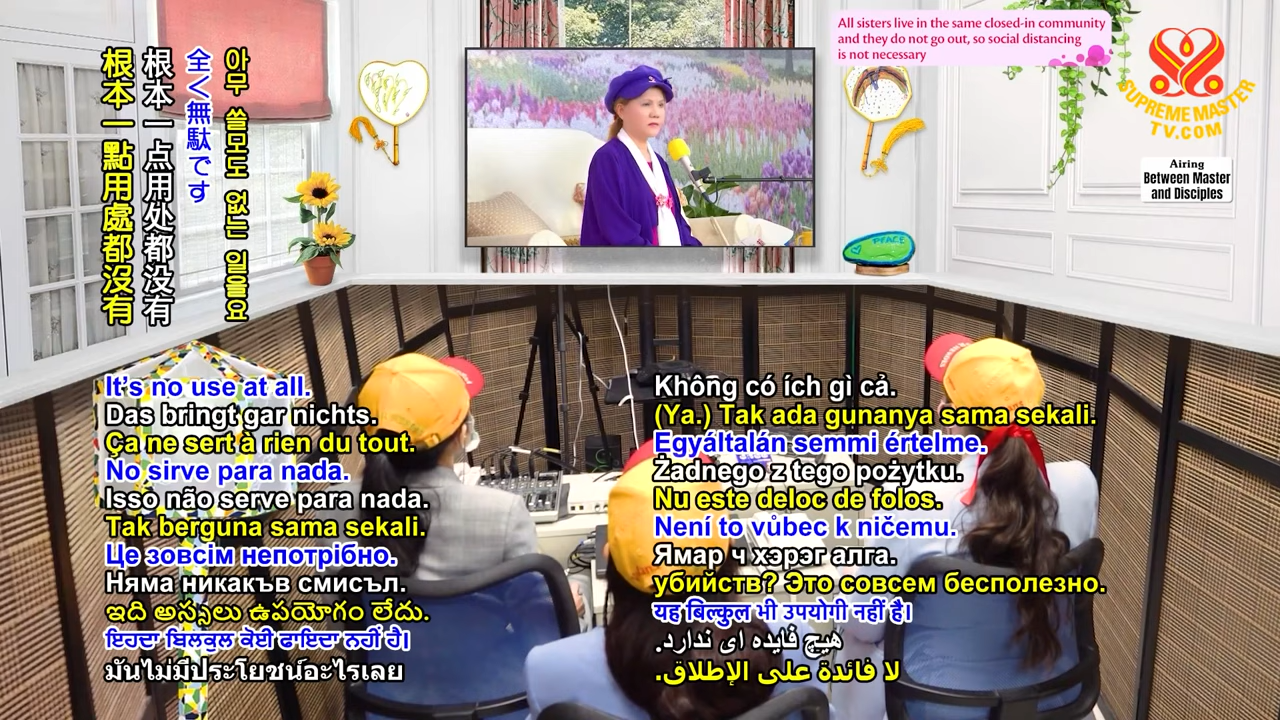 All sisters live in the same closed-in community
and they do not go out, so social distancing
is not necessary
SUPREME MASTER
TV.COM
Airing
Between Master
and Disciples
PEACE
根本一點用處都沒有
根本一点用处都没有
全く無駄です
아무 쓸모도 없는 일을요
It's no use at all.
Das bringt gar nichts.
Ça ne sert à rien du tout.
No sirve para nada.
Isso não serve para nada.
Tak berguna sama sekali.
Це зовсім непотрібно.
Няма никакъв смисъл.
ఇది అస్సలు ఉపయోగం లేదు.
ਇਹਦਾ ਬਿਲਕੁਲ ਕੋਈ ਫਾਇਦਾ ਨਹੀਂ ਹੈ।
มันไม่มีประโยชน์อะไรเลย
Không có ích gì cả.
(Ya.) Tak ada gunanya sama sekali.
Egyáltalán semmi értelme.
Żadnego z tego pożytku.
Nu este deloc de folos.
Není to vůbec k ničemu.
Ямар ч хэрэг алга.
убийств? Это совсем бесполезно.
यह बिल्कुल भी उपयोगी नहीं है।
هیچ فایده ای ندارد.
لا فائدة على الإطلاق.